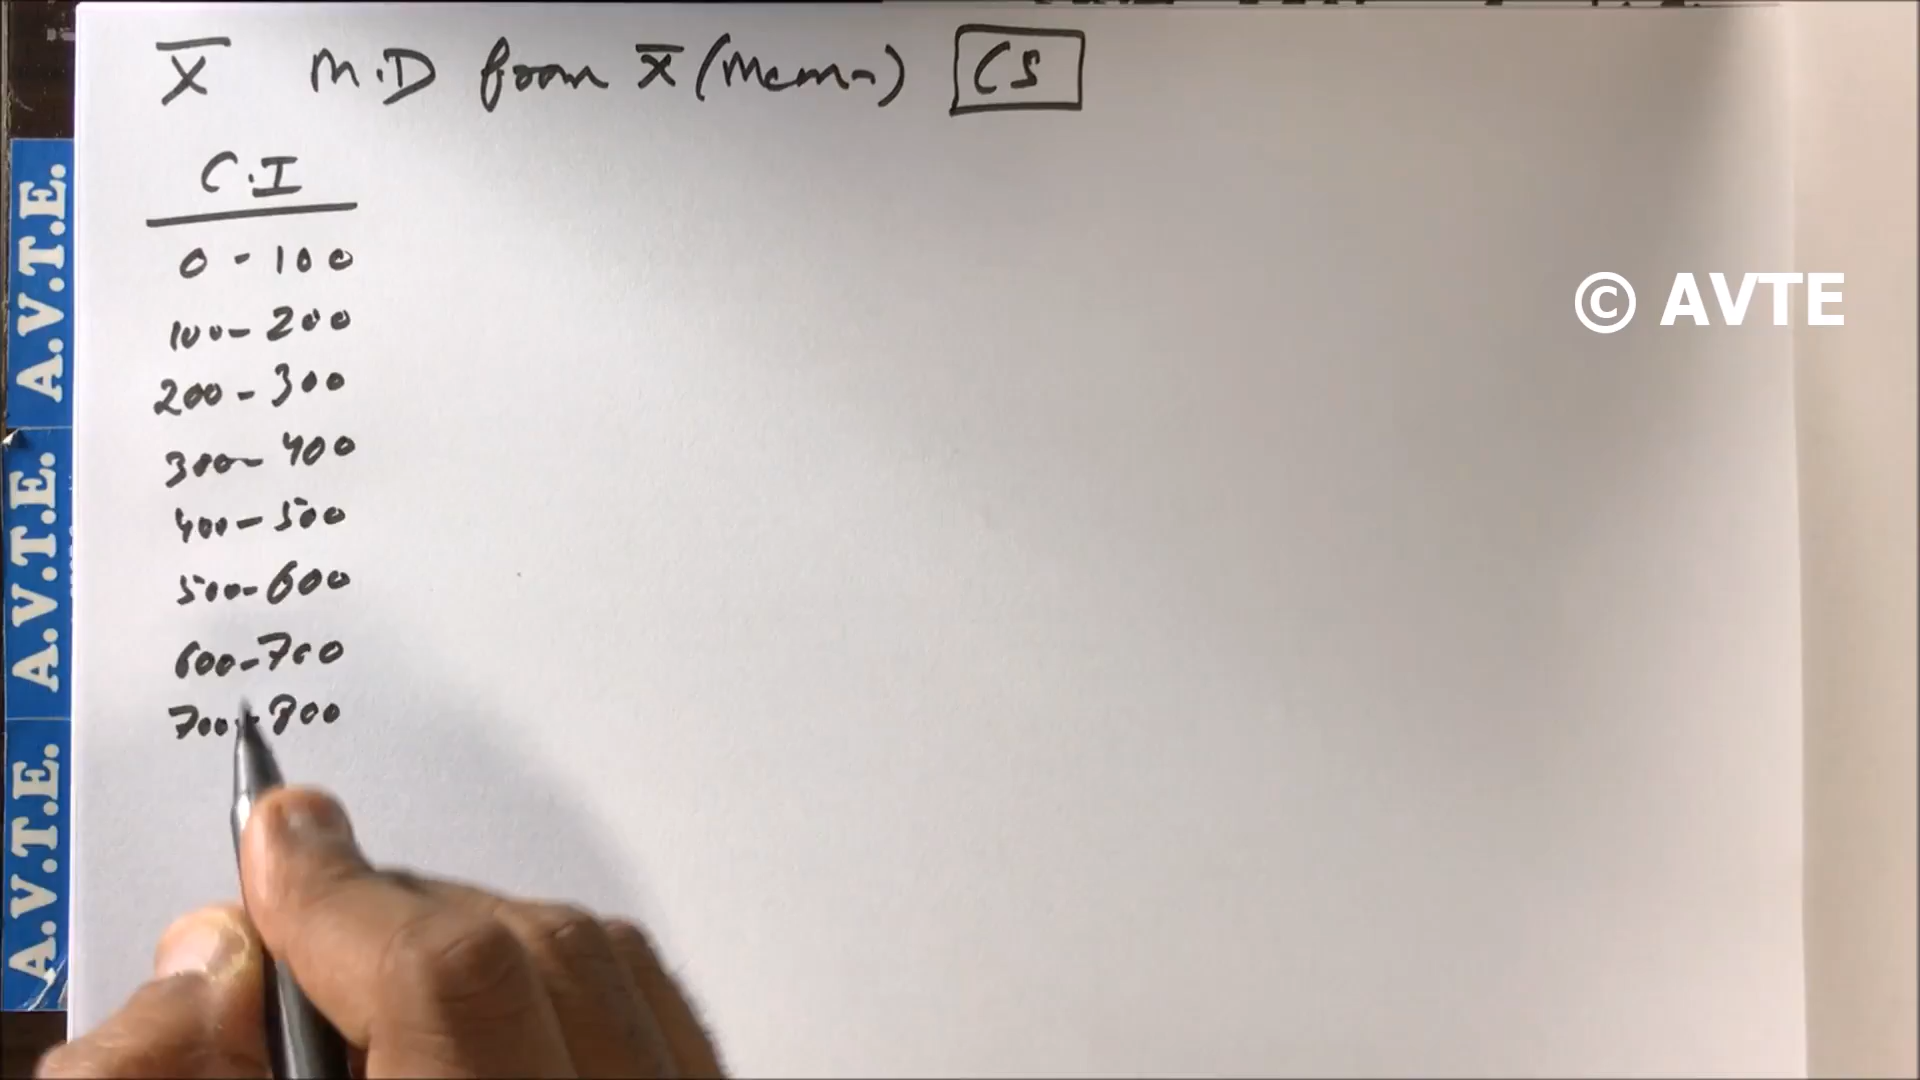 X̄ M.D from x̄ (Mean) CS
C.I
0 - 100
100 - 200
200 - 300
300 - 400
400 - 500
500 - 600
600 - 700
700 - 800
© AVTE
A.V.T.E.
A.V.T.E.
A.V.T.E.